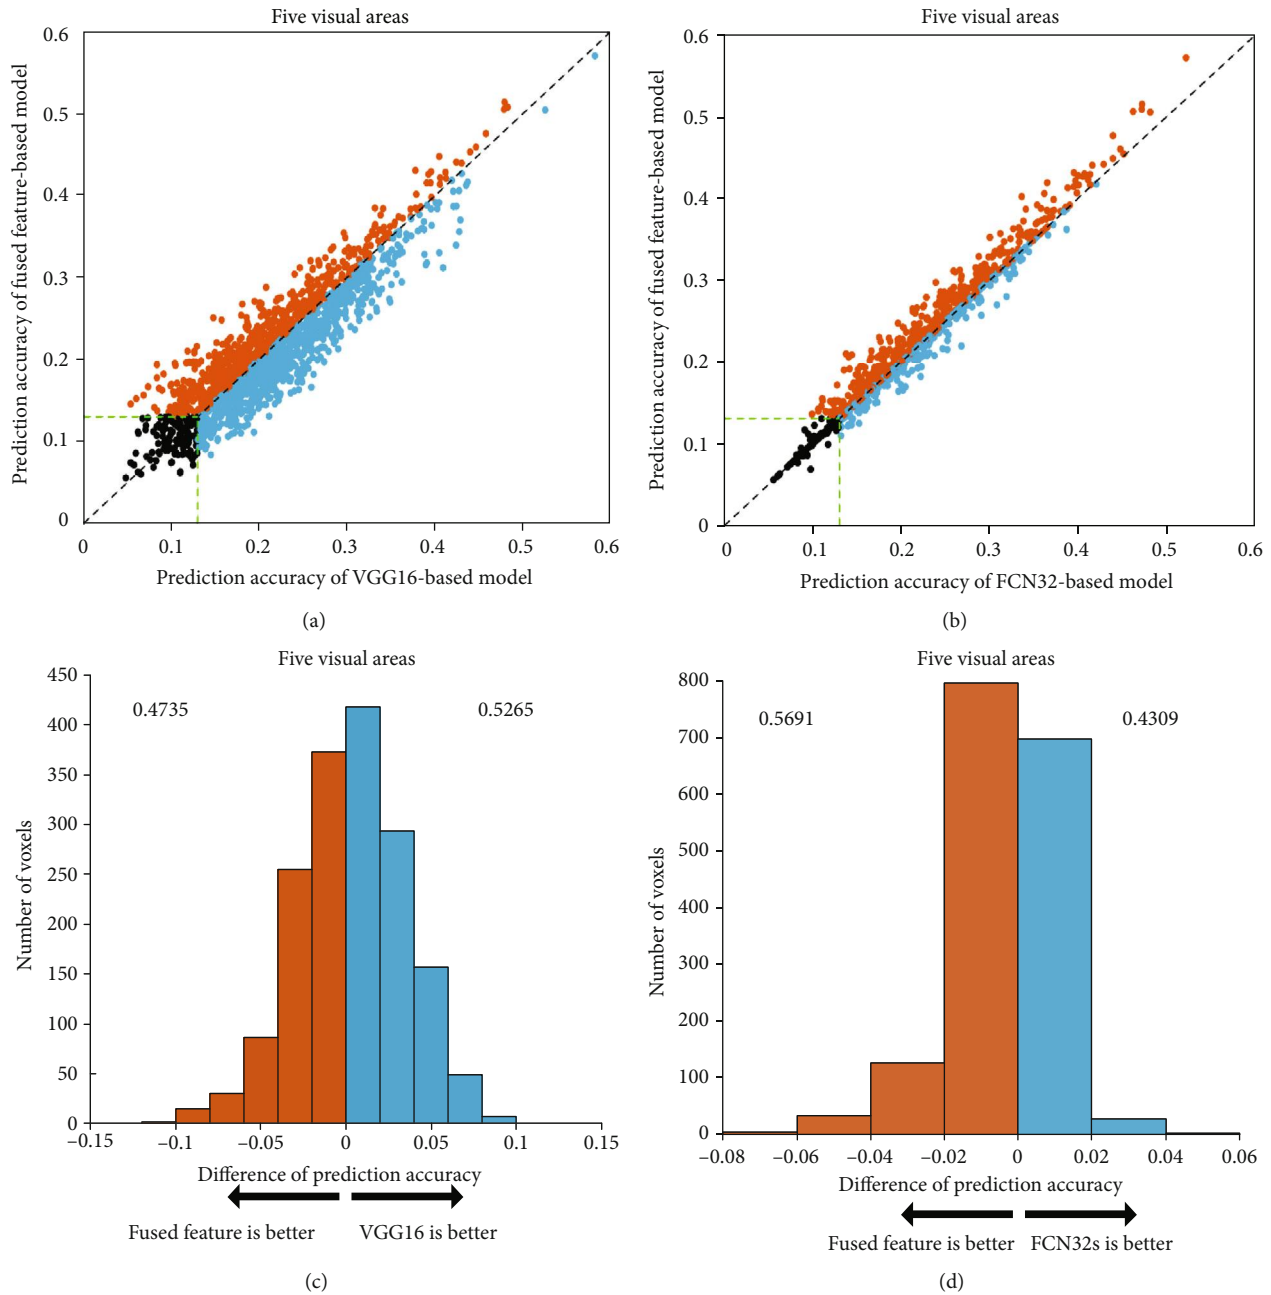 Five visual areas
0.6
0.5
0.4
0.3
0.2
0.1
0
0 0.1 0.2 0.3 0.4 0.5 0.6
Prediction accuracy of fused feature-based model
Prediction accuracy of VGG16-based model
(a)
Five visual areas
0.6
0.5
0.4
0.3
0.2
0.1
0
0 0.1 0.2 0.3 0.4 0.5 0.6
Prediction accuracy of fused feature-based model
Prediction accuracy of FCN32-based model
(b)
Five visual areas
450
400
350
300
250
200
150
100
50
0
0.4735 0.5265
Number of voxels
–0.15 –0.1 –0.05 0 0.05 0.1 0.15
Difference of prediction accuracy
Fused feature is better VGG16 is better
(c)
Five visual areas
800
700
600
500
400
300
200
100
0
0.5691 0.4309
Number of voxels
–0.08 –0.06 –0.04 –0.02 0 0.02 0.04 0.06
Difference of prediction accuracy
Fused feature is better FCN32s is better
(d)